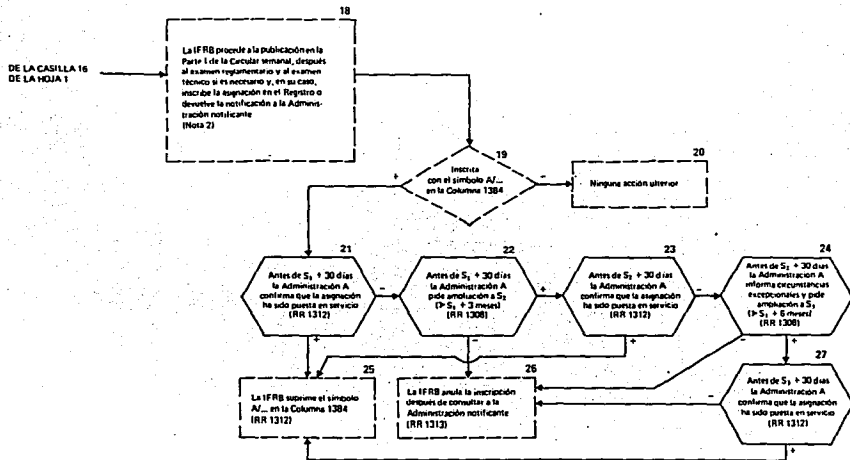 18
DE LA CASILLA 16
DE LA HOJA 1
La IFRB procede a la publicación en la
Parte I de la Circular semanal, después
al examen reglamentario y al examen
técnico si es necesario y, en su caso,
inscribe la asignación en el Registro o
devuelve la notificación a la Adminis-
tración notificante
(Nota 2)
19
Inscrita
con el símbolo A/...
en la Columna 1384
+
-
20
Ninguna acción ulterior
21
Antes de S₁ + 30 días
la Administración A
confirma que la asignación
ha sido puesta en servicio
(RR 1312)
-
+
22
Antes de S₁ + 30 días
la Administración A
pide ampliación a S₂
(≯ S₁ + 3 meses)
(RR 1308)
+
-
23
Antes de S₂ + 30 días
la Administración A
confirma que la asignación
ha sido puesta en servicio
(RR 1312)
-
+
24
Antes de S₂ + 30 días
la Administración A
informa circunstancias
excepcionales y pide
ampliación a S₃
(≯ S₁ + 6 meses)
(RR 1308)
-
+
25
La IFRB suprime el símbolo
A/... en la Columna 1384
(RR 1312)
26
La IFRB anula la inscripción
después de consultar a la
Administración notificante
(RR 1313)
27
Antes de S₃ + 30 días
la Administración A
confirma que la asignación
ha sido puesta en servicio
(RR 1312)
-
+